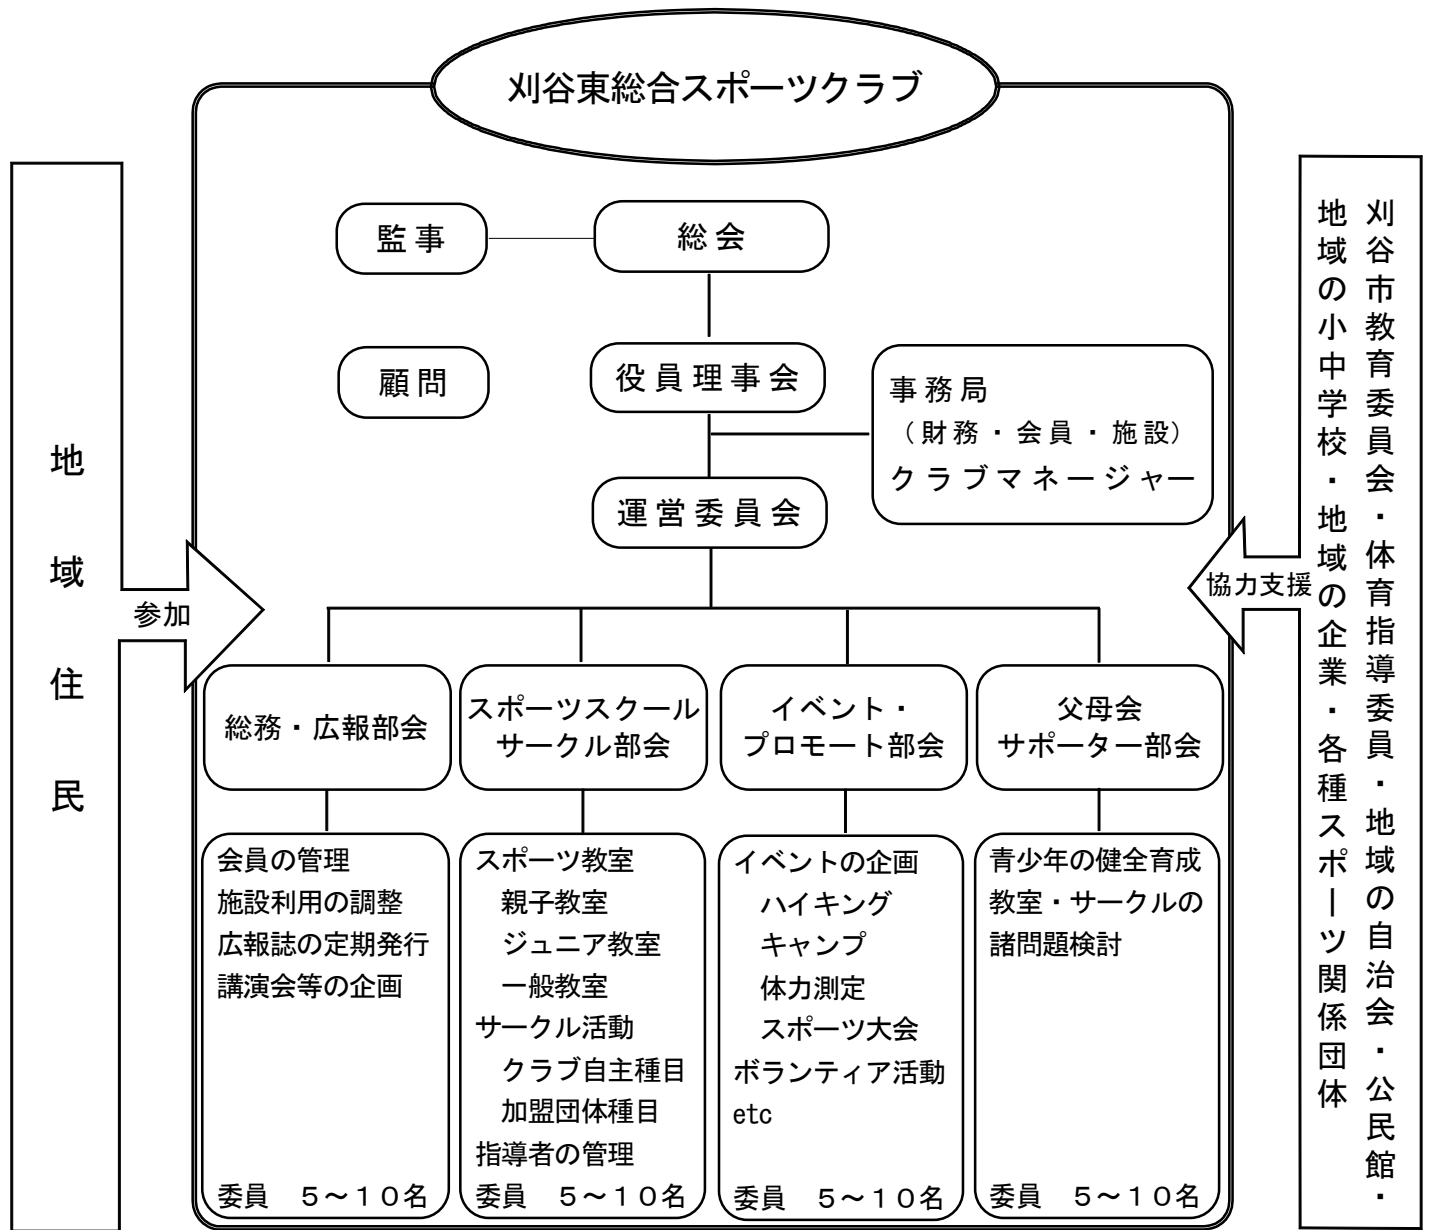 刈谷東総合スポーツクラブ
監事
総会
顧問
役員理事会
事務局
（財務・会員・施設）
クラブマネージャー
運営委員会
地域住民
参加
協力支援
刈谷市教育委員会・体育指導委員・地域の自治会・公民館・
地域の小中学校・地域の企業・各種スポーツ関係団体
総務・広報部会
スポーツスクール
サークル部会
イベント・
プロモート部会
父母会
サポーター部会
会員の管理
施設利用の調整
広報誌の定期発行
講演会等の企画
委員　５～１０名
スポーツ教室
親子教室
ジュニア教室
一般教室
サークル活動
クラブ自主種目
加盟団体種目
指導者の管理
委員　５～１０名
イベントの企画
ハイキング
キャンプ
体力測定
スポーツ大会
ボランティア活動
etc
委員　５～１０名
青少年の健全育成
教室・サークルの
諸問題検討
委員　５～１０名